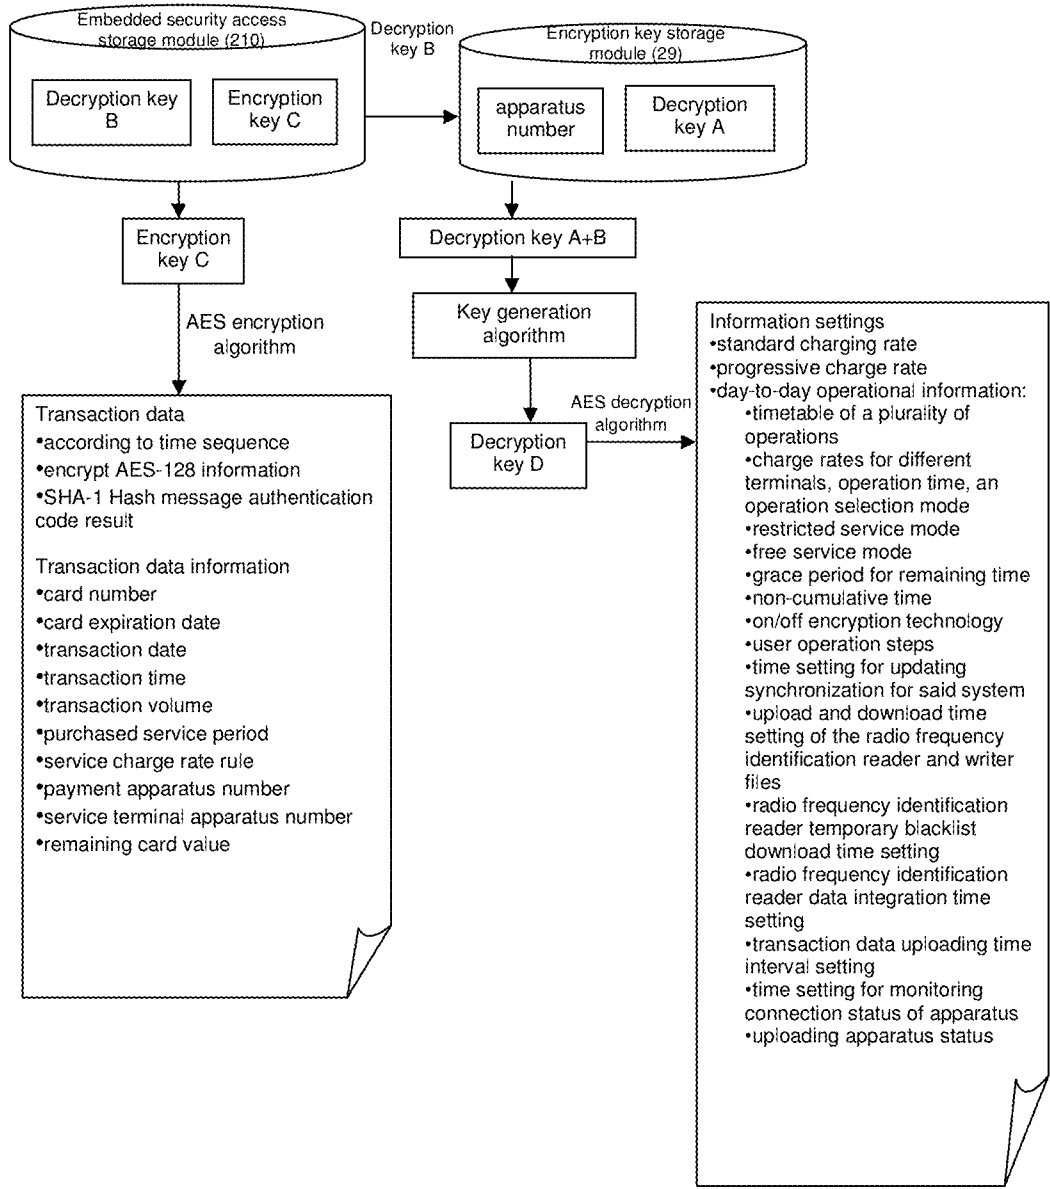 Embedded security access
storage module (210)
Decryption key
B
Encryption
key C
Decryption
key B
Encryption key storage
module (29)
apparatus
number
Decryption
key A
Encryption
key C
Decryption key A+B
Key generation
algorithm
AES encryption
algorithm
Decryption
key D
AES decryption
algorithm
Transaction data
•according to time sequence
•encrypt AES-128 information
•SHA-1 Hash message authentication
code result
Transaction data information
•card number
•card expiration date
•transaction date
•transaction time
•transaction volume
•purchased service period
•service charge rate rule
•payment apparatus number
•service terminal apparatus number
•remaining card value
Information settings
•standard charging rate
•progressive charge rate
•day-to-day operational information:
•timetable of a plurality of
operations
•charge rates for different
terminals, operation time, an
operation selection mode
•restricted service mode
•free service mode
•grace period for remaining time
•non-cumulative time
•on/off encryption technology
•user operation steps
•time setting for updating
synchronization for said system
•upload and download time
setting of the radio frequency
identification reader and writer
files
•radio frequency identification
reader temporary blacklist
download time setting
•radio frequency identification
reader data integration time
setting
•transaction data uploading time
interval setting
•time setting for monitoring
connection status of apparatus
•uploading apparatus status